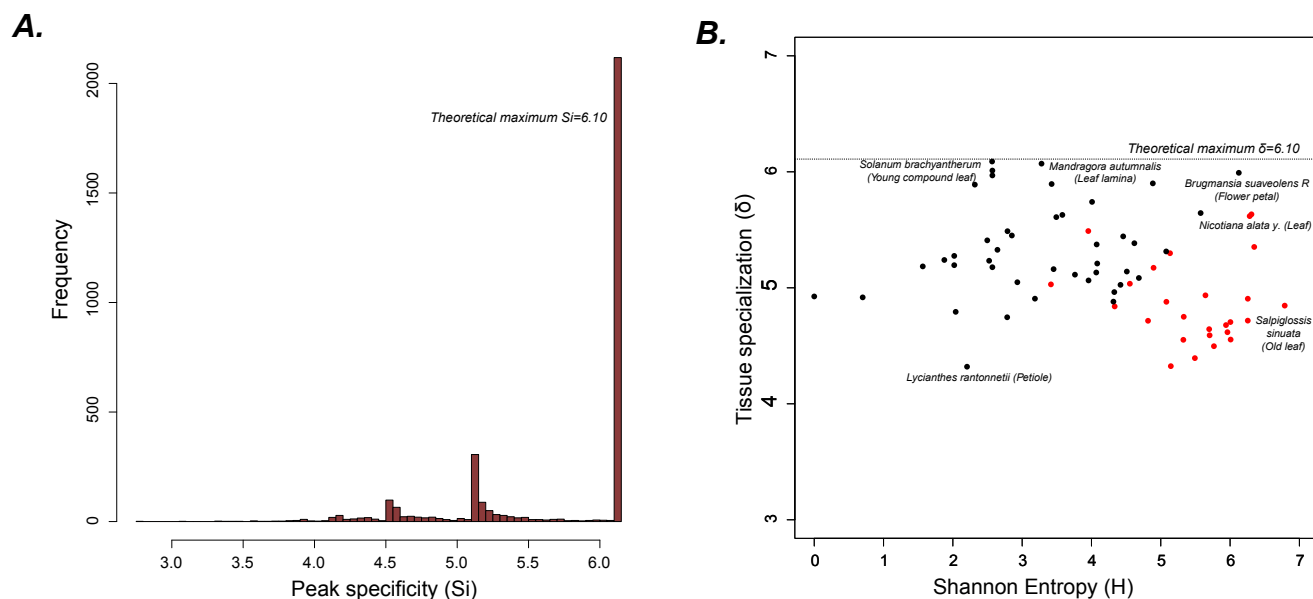 A.
2000
1500
1000
500
0
Frequency
Theoretical maximum Si=6.10
3.0 3.5 4.0 4.5 5.0 5.5 6.0
Peak specificity (Si)
B.
7
6
5
4
3
Tissue specialization (δ)
Theoretical maximum δ=6.10
Solanum brachyantherum
(Young compound leaf)
Mandragora autumnalis
(Leaf lamina)
Brugmansia suaveolens R
(Flower petal)
Nicotiana alata y. (Leaf)
Salpiglossis
sinuata
(Old leaf)
Lycianthes rantonnetii (Petiole)
0 1 2 3 4 5 6 7
Shannon Entropy (H)